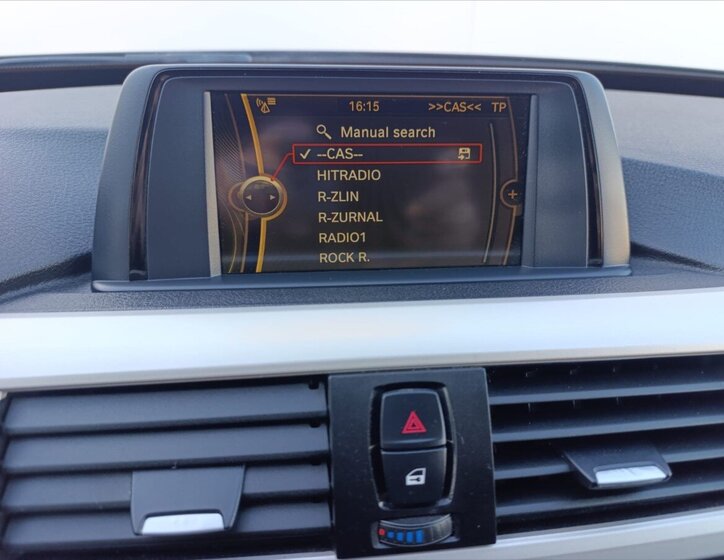 16:15 >>CAS<< TP
Manual search
--CAS--
HITRADIO
R-ZLIN
R-ZURNAL
RADIO1
ROCK R.